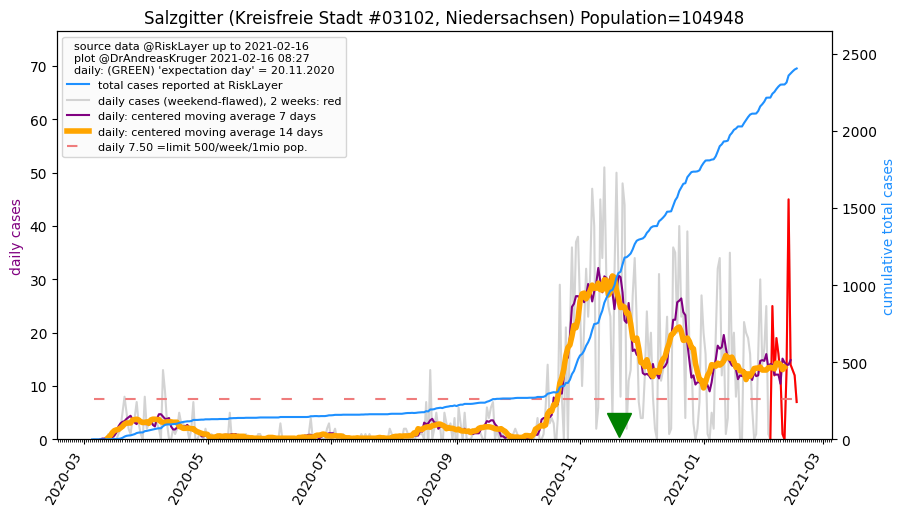 Salzgitter (Kreisfreie Stadt #03102, Niedersachsen) Population=104948
source data @RiskLayer up to 2021-02-16
plot @DrAndreasKruger 2021-02-16 08:27
daily: (GREEN) 'expectation day' = 20.11.2020
total cases reported at RiskLayer
daily cases (weekend-flawed), 2 weeks: red
daily: centered moving average 7 days
daily: centered moving average 14 days
daily 7.50 =limit 500/week/1mio pop.
daily cases
70
60
50
40
30
20
10
0
cumulative total cases
2500
2000
1500
1000
500
0
2020-03
2020-05
2020-07
2020-09
2020-11
2021-01
2021-03